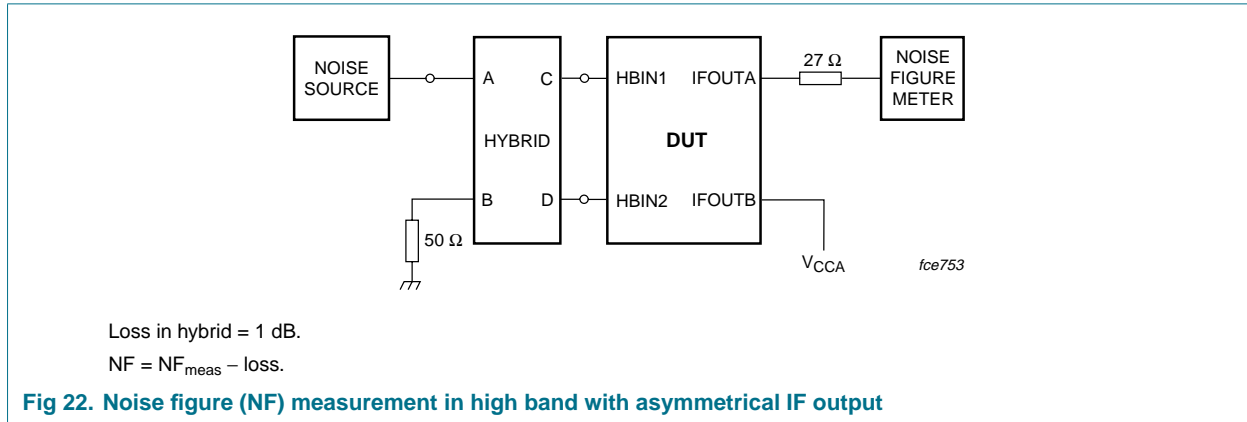 NOISE
SOURCE
A
C
HYBRID
B
D
50 Ω
HBIN1
IFOUTA
DUT
HBIN2
IFOUTB
27 Ω
NOISE
FIGURE
METER
VCCA
fce753
Loss in hybrid = 1 dB.
NF = NFmeas − loss.
Fig 22. Noise figure (NF) measurement in high band with asymmetrical IF output